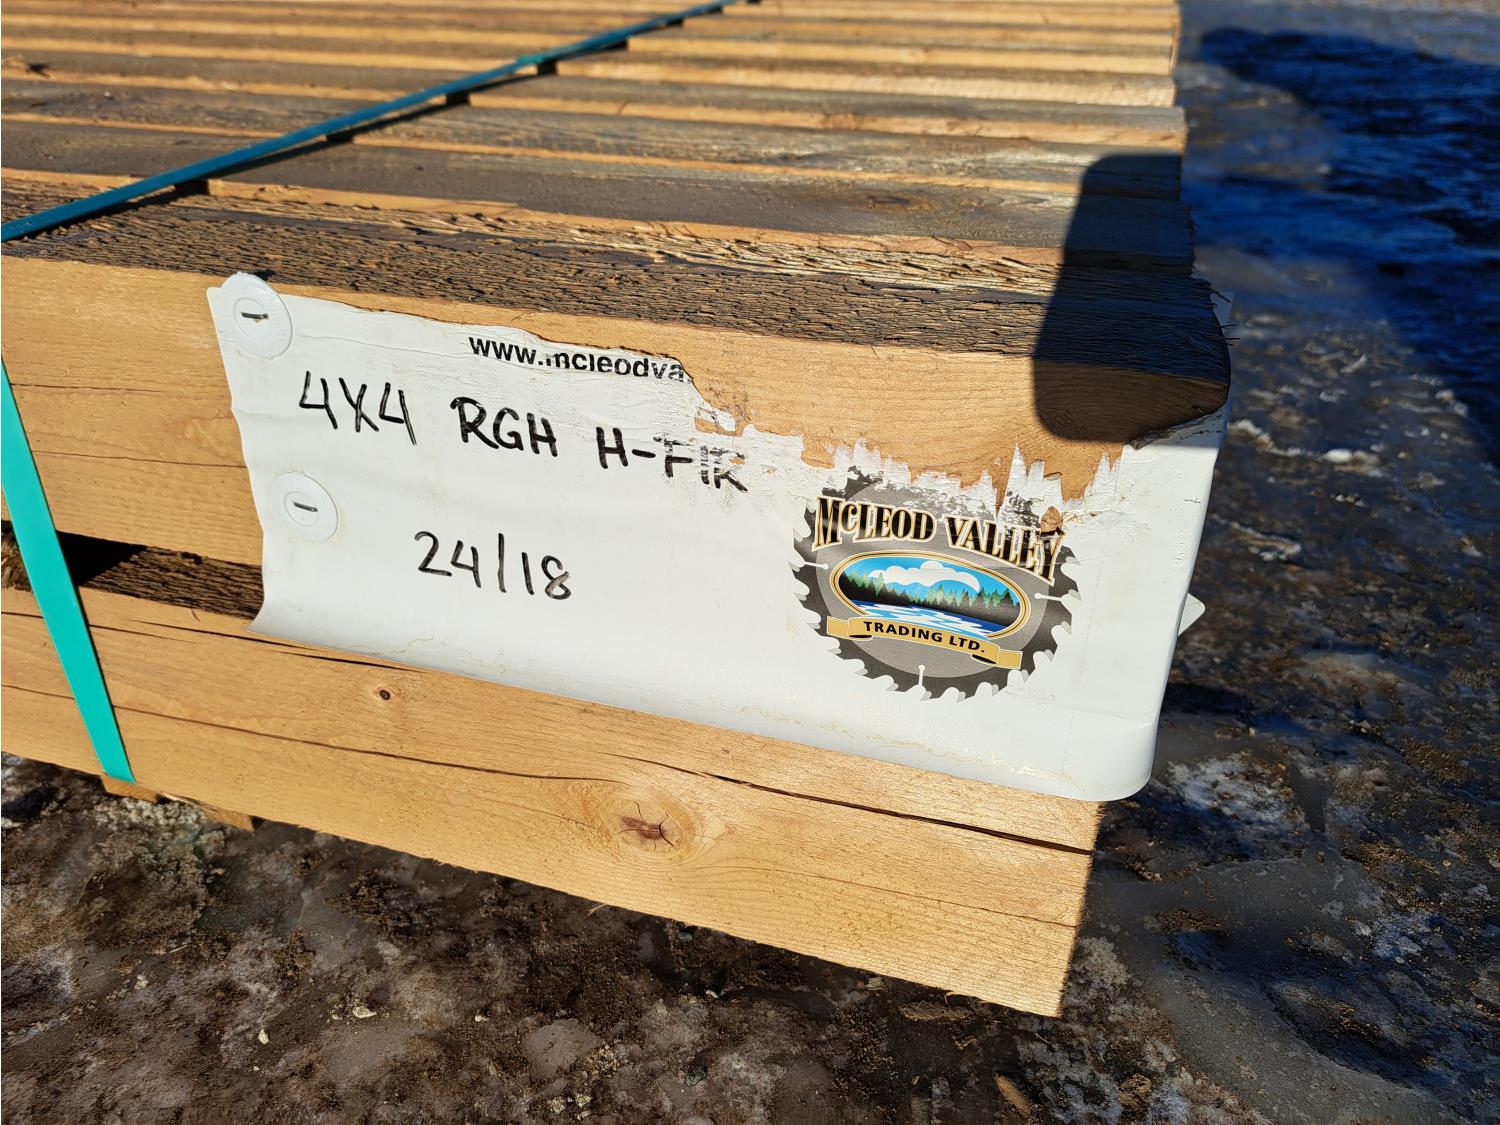 www.mcleodva
4X4 RGH H-FIR
24/18
McLEOD VALLEY
TRADING LTD.